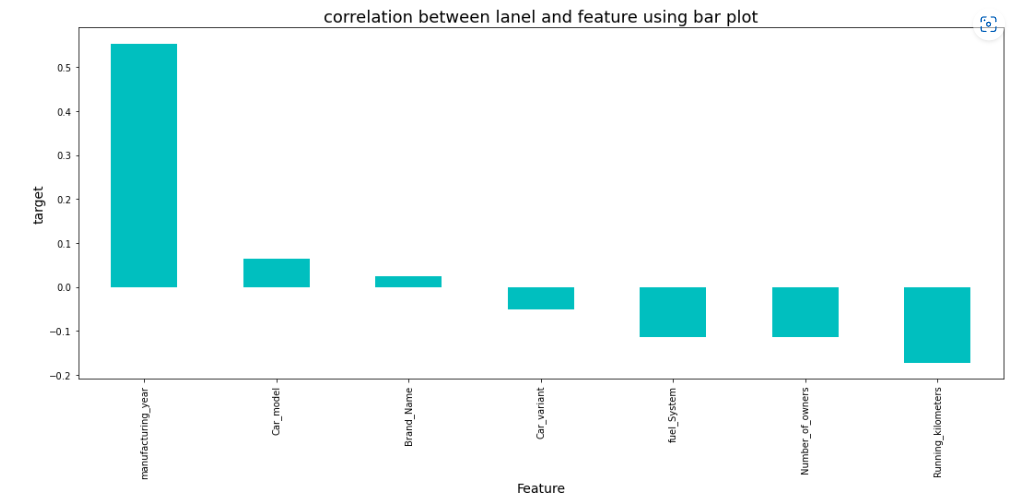 correlation between lanel and feature using bar plot
target
0.5
0.4
0.3
0.2
0.1
0.0
−0.1
−0.2
manufacturing_year
Car_model
Brand_Name
Car_variant
fuel_System
Number_of_owners
Running_kilometers
Feature